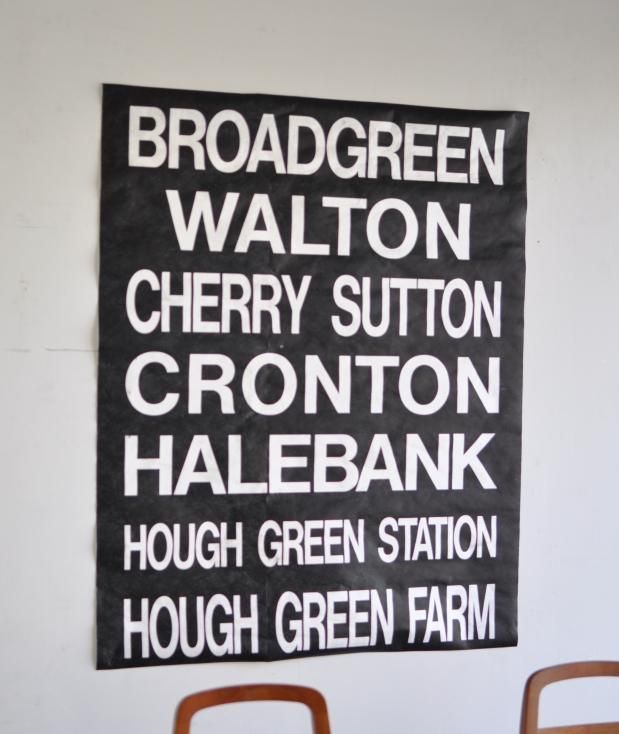 BROADGREEN
WALTON
CHERRY SUTTON
CRONTON
HALEBANK
HOUGH GREEN STATION
HOUGH GREEN FARM